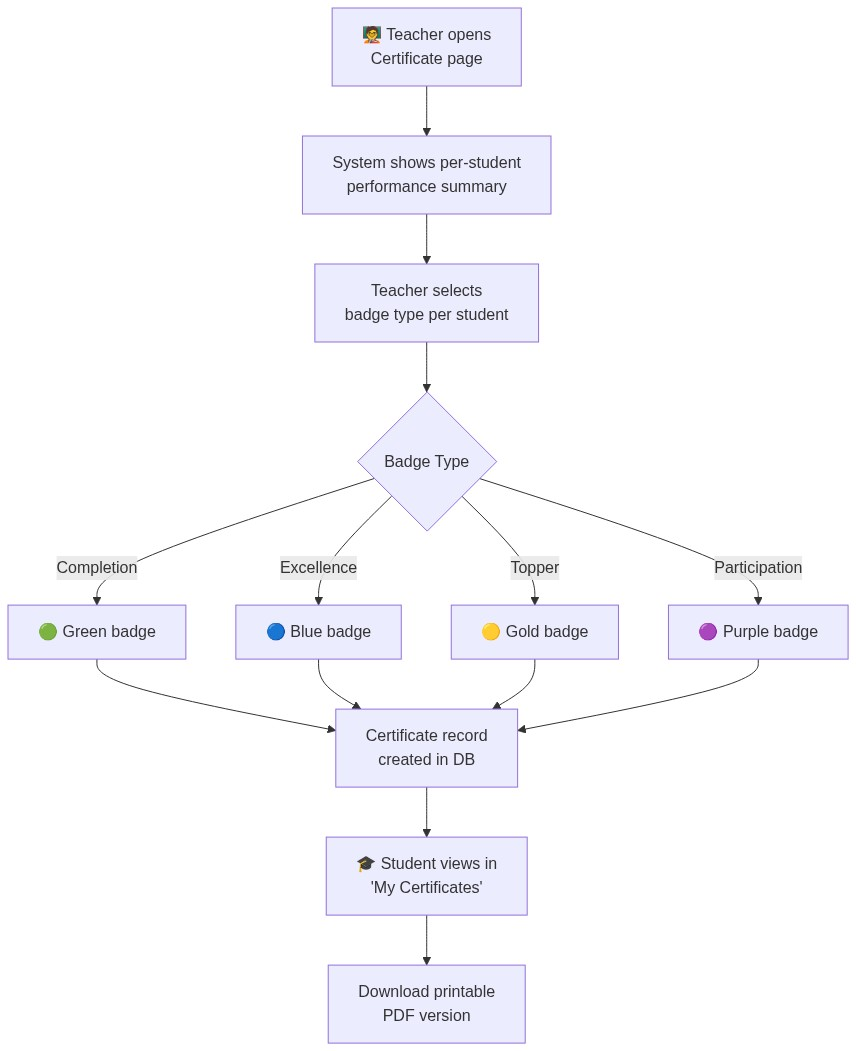 🧑‍🏫 Teacher opens
Certificate page
System shows per-student
performance summary
Teacher selects
badge type per student
Badge Type
Completion
Excellence
Topper
Participation
🟢 Green badge
🔵 Blue badge
🟡 Gold badge
🟣 Purple badge
Certificate record
created in DB
🎓 Student views in
'My Certificates'
Download printable
PDF version